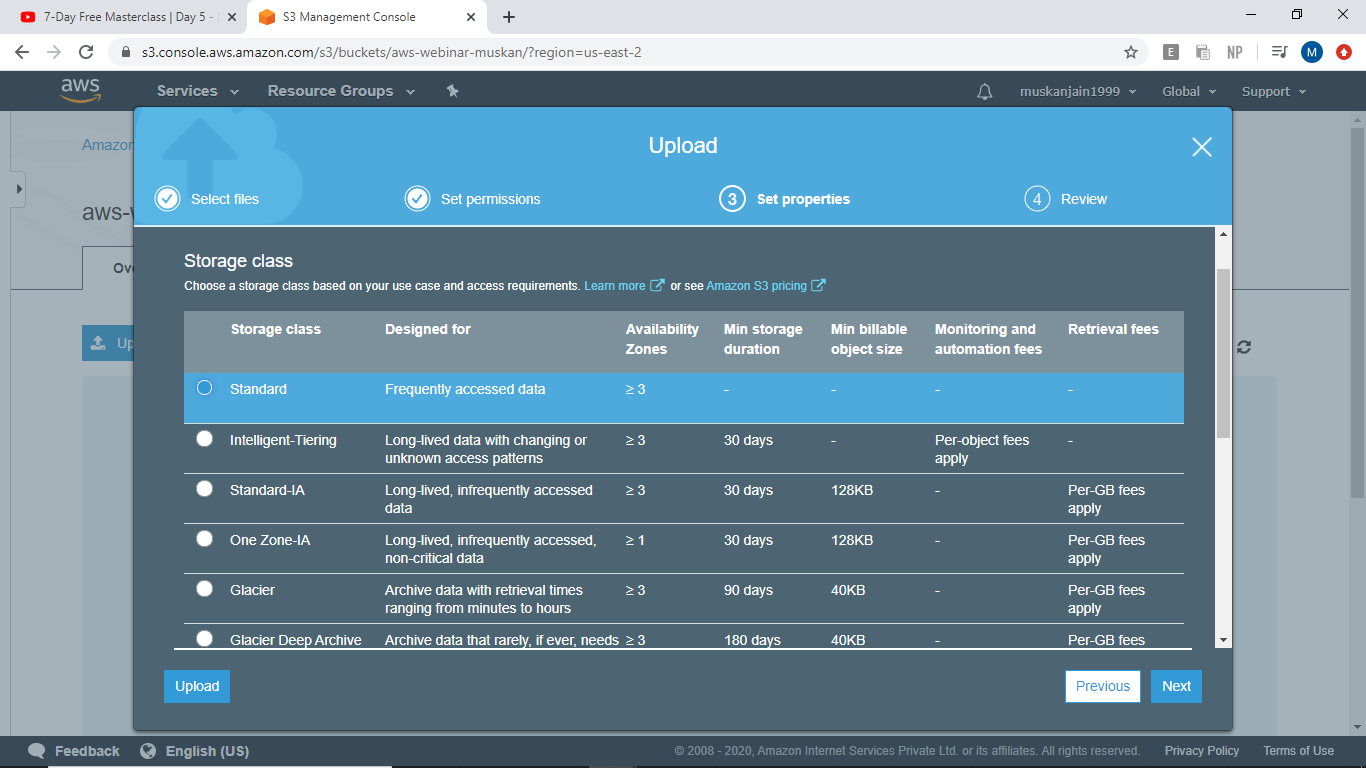 7-Day Free Masterclass | Day 5 -
S3 Management Console
s3.console.aws.amazon.com/s3/buckets/aws-webinar-muskan/?region=us-east-2
E
NP
M
aws
Services
Resource Groups
muskanjain1999
Global
Support
Amazon
Upload
Select files
Set permissions
3 Set properties
4 Review
aws-w
Ove
Storage class
Choose a storage class based on your use case and access requirements. Learn more or see Amazon S3 pricing
Up
Storage class Designed for Availability Zones Min storage duration Min billable object size Monitoring and automation fees Retrieval fees
Standard Frequently accessed data ≥ 3 - - - -
Intelligent-Tiering Long-lived data with changing or unknown access patterns ≥ 3 30 days - Per-object fees apply -
Standard-IA Long-lived, infrequently accessed data ≥ 3 30 days 128KB - Per-GB fees apply
One Zone-IA Long-lived, infrequently accessed, non-critical data ≥ 1 30 days 128KB - Per-GB fees apply
Glacier Archive data with retrieval times ranging from minutes to hours ≥ 3 90 days 40KB - Per-GB fees apply
Glacier Deep Archive Archive data that rarely, if ever, needs ≥ 3 180 days 40KB - Per-GB fees
Upload
Previous
Next
Feedback
English (US)
© 2008 - 2020, Amazon Internet Services Private Ltd. or its affiliates. All rights reserved.
Privacy Policy
Terms of Use